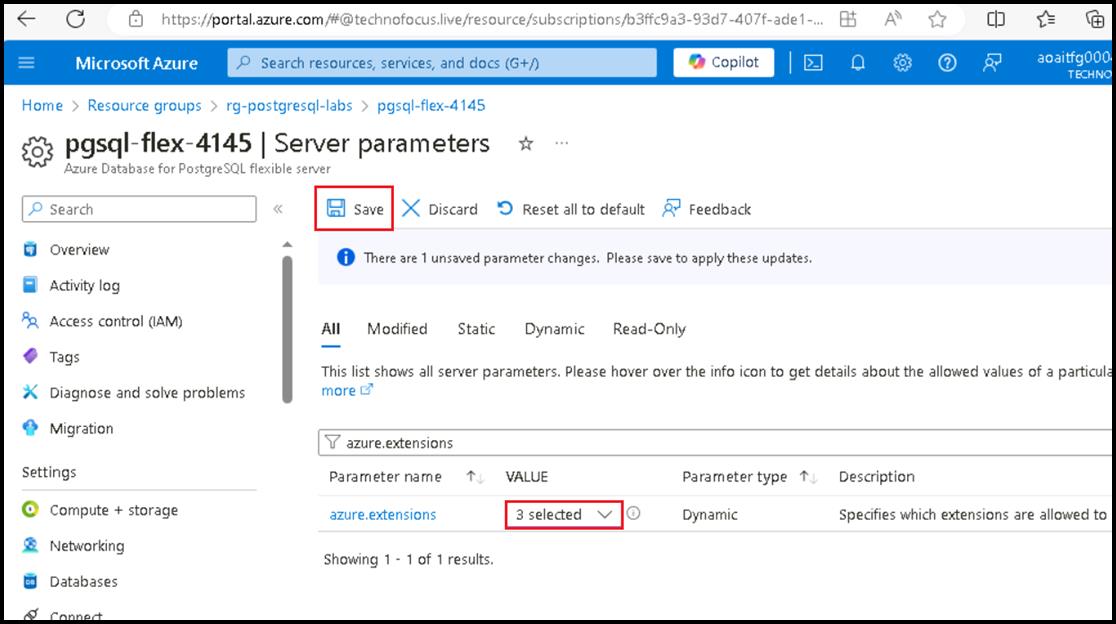 https://portal.azure.com/#@technofocus.live/resource/subscriptions/b3ffc9a3-93d7-407f-ade1-...
Microsoft Azure
Search resources, services, and docs (G+/)
Copilot
aoaitfg000
TECHNO
Home > Resource groups > rg-postgresql-labs > pgsql-flex-4145
pgsql-flex-4145 | Server parameters
Azure Database for PostgreSQL flexible server
Search
Save
Discard
Reset all to default
Feedback
Overview
Activity log
Access control (IAM)
Tags
Diagnose and solve problems
Migration
Settings
Compute + storage
Networking
Databases
Connect
There are 1 unsaved parameter changes. Please save to apply these updates.
All Modified Static Dynamic Read-Only
This list shows all server parameters. Please hover over the info icon to get details about the allowed values of a particula
more
azure.extensions
Parameter name VALUE Parameter type Description
azure.extensions 3 selected Dynamic Specifies which extensions are allowed to
Showing 1 - 1 of 1 results.